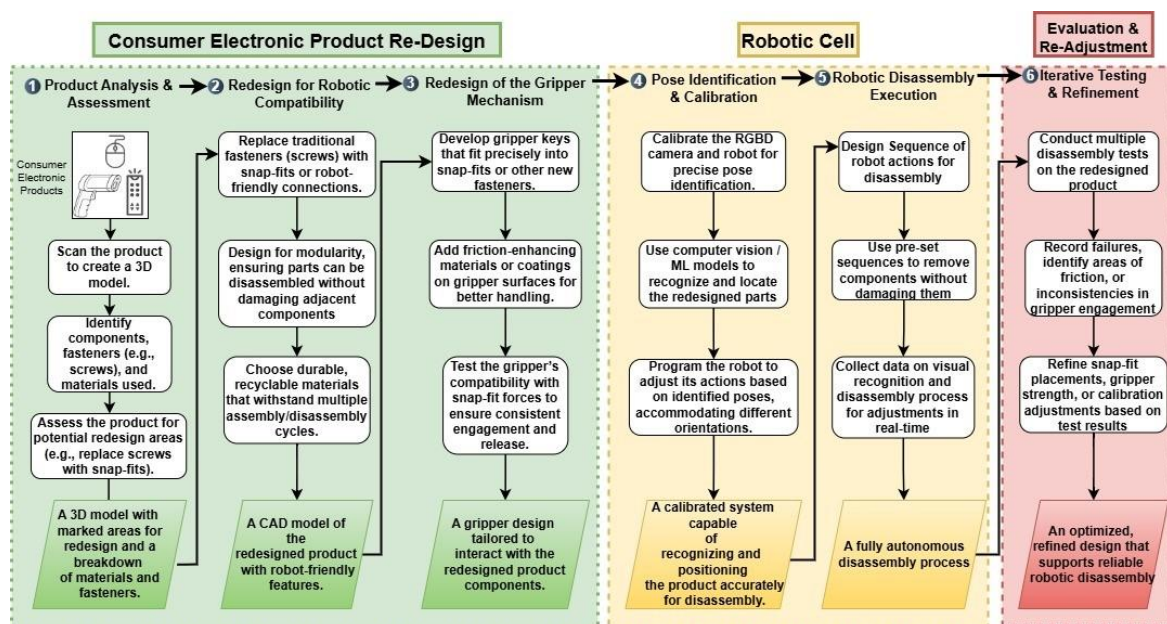 Consumer Electronic Product Re-Design
Robotic Cell
Evaluation &
Re-Adjustment
1 Product Analysis &
Assessment
2 Redesign for Robotic
Compatibility
3 Redesign of the Gripper
Mechanism
4 Pose Identification
& Calibration
5 Robotic Disassembly
Execution
6 Iterative Testing
& Refinement
Consumer
Electronic
Products
Scan the product
to create a 3D
model.
Identify
components,
fasteners (e.g.,
screws), and
materials used.
Assess the product for
potential redesign areas
(e.g., replace screws
with snap-fits).
A 3D model with
marked areas for
redesign and a
breakdown
of materials and
fasteners.
Replace traditional
fasteners (screws) with
snap-fits or robot-
friendly connections.
Design for modularity,
ensuring parts can be
disassembled without
damaging adjacent
components
Choose durable,
recyclable materials
that withstand multiple
assembly/disassembly
cycles.
A CAD model of
the
redesigned product
with robot-friendly
features.
Develop gripper keys
that fit precisely into
snap-fits or other new
fasteners.
Add friction-enhancing
materials or coatings
on gripper surfaces for
better handling.
Test the gripper's
compatibility with
snap-fit forces to
ensure consistent
engagement and
release.
A gripper design
tailored to
interact with the
redesigned product
components.
Calibrate the RGBD
camera and robot for
precise pose
identification.
Use computer vision /
ML models to
recognize and locate
the redesigned parts
Program the robot to
adjust its actions based
on identified poses,
accommodating different
orientations.
A calibrated system
capable
of
recognizing and
positioning
the product accurately
for disassembly.
Design Sequence of
robot actions for
disassembly
Use pre-set
sequences to remove
components without
damaging them
Collect data on visual
recognition and
disassembly process
for adjustments in
real-time
A fully autonomous
disassembly process
Conduct multiple
disassembly tests
on the redesigned
product
Record failures,
identify areas of
friction, or
inconsistencies in
gripper engagement
Refine snap-fit
placements, gripper
strength, or calibration
adjustments based on
test results
An optimized,
refined design that
supports reliable
robotic disassembly